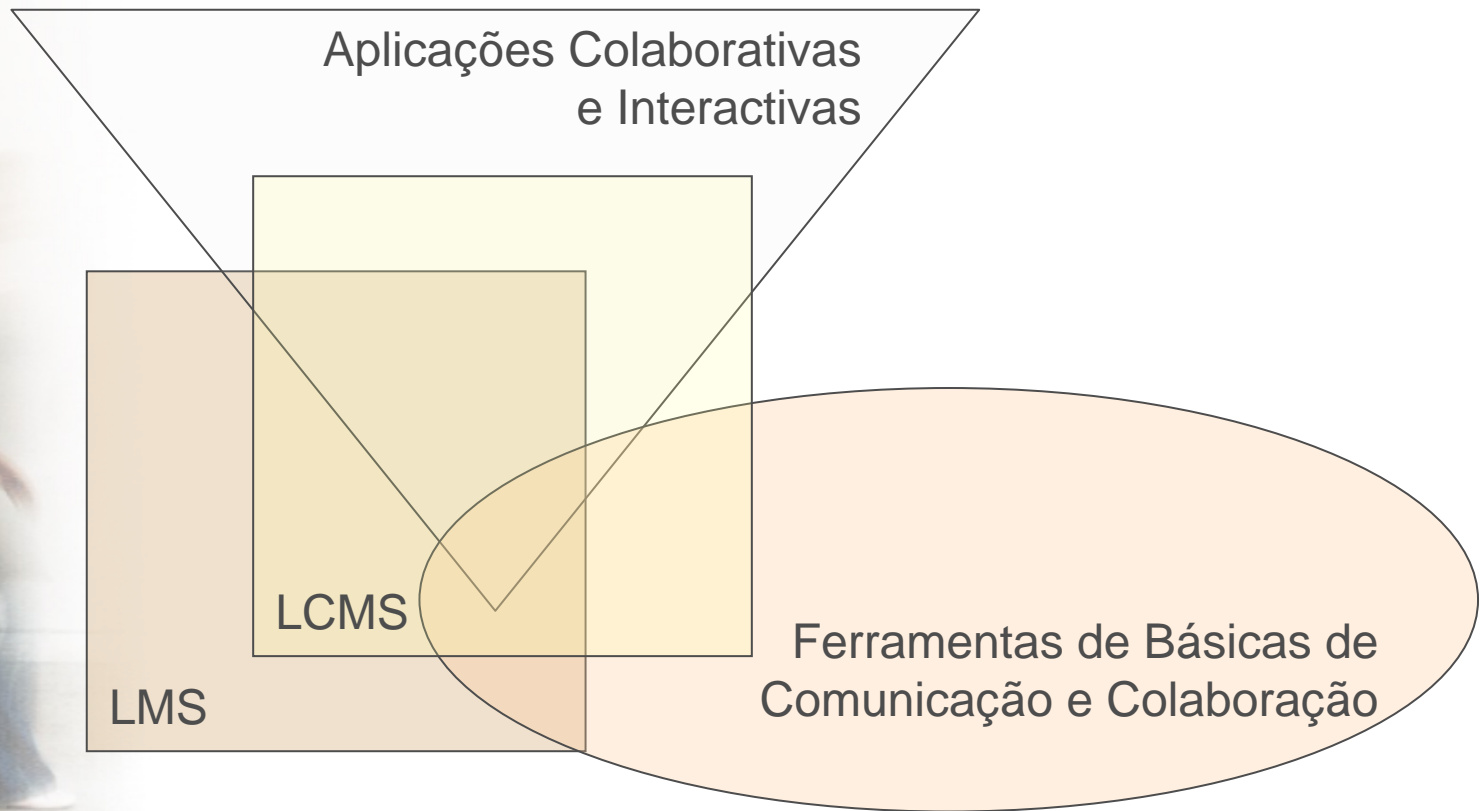 Aplicações Colaborativas
e Interactivas
LCMS
LMS
Ferramentas de Básicas de
Comunicação e Colaboração